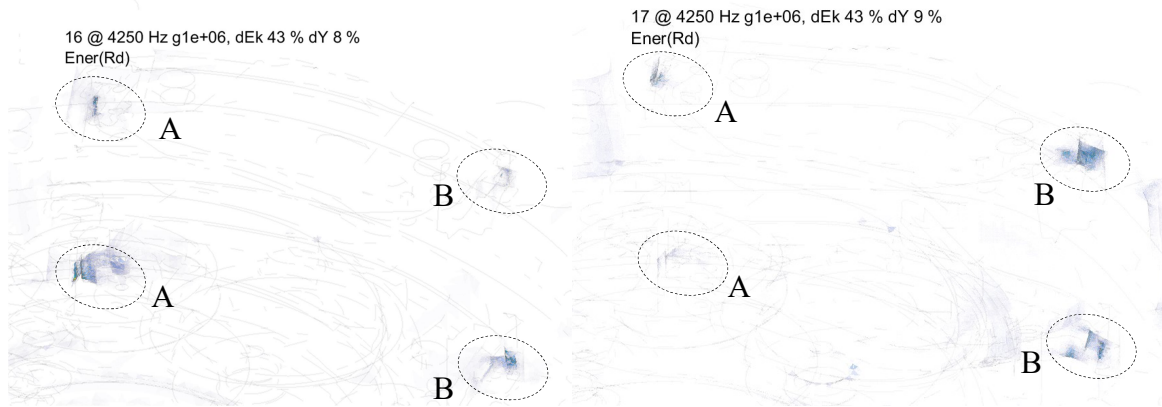 16 @ 4250 Hz g1e+06, dEk 43 % dY 8 %
Ener(Rd)
A
B
A
B
17 @ 4250 Hz g1e+06, dEk 43 % dY 9 %
Ener(Rd)
A
B
A
B